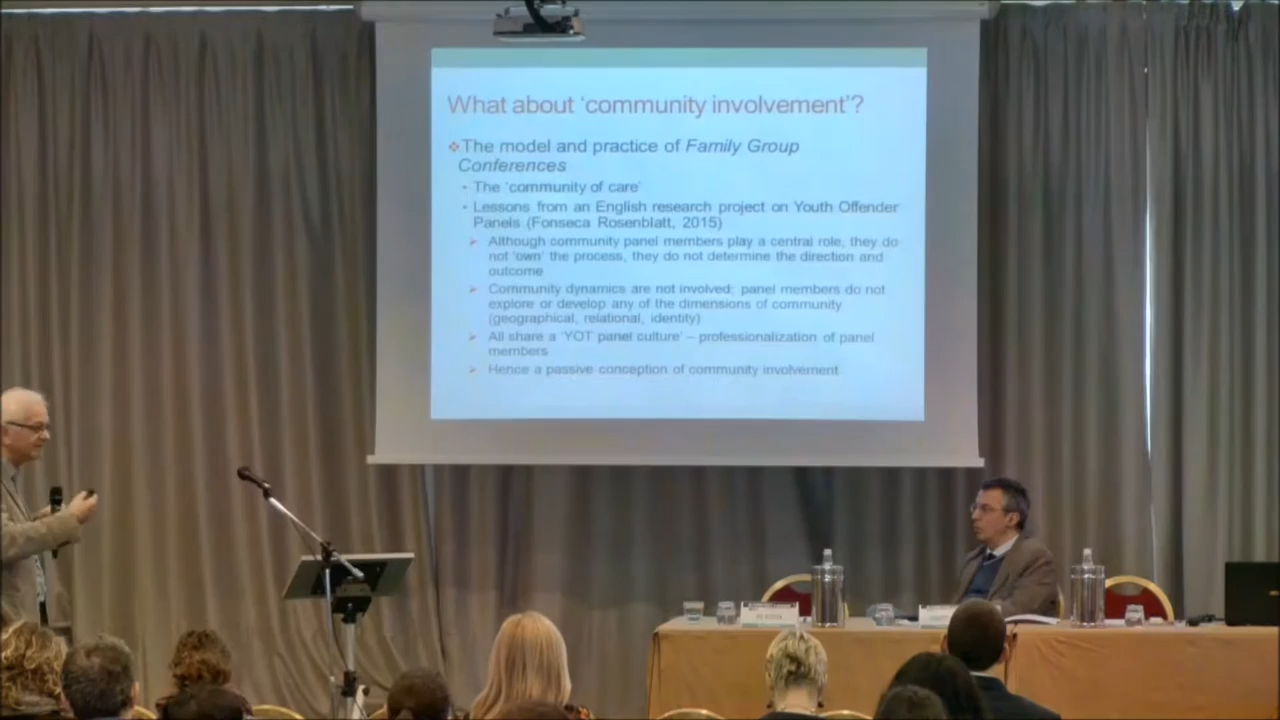 What about 'community involvement'?
❖The model and practice of Family Group
Conferences
• The 'community of care'
• Lessons from an English research project on Youth Offender
Panels (Fonseca Rosenblatt, 2015)
➢ Although community panel members play a central role, they do
not 'own' the process, they do not determine the direction and
outcome
➢ Community dynamics are not involved; panel members do not
explore or develop any of the dimensions of community
(geographical, relational, identity)
➢ All share a 'YOT panel culture' – professionalization of panel
members
➢ Hence a passive conception of community involvement